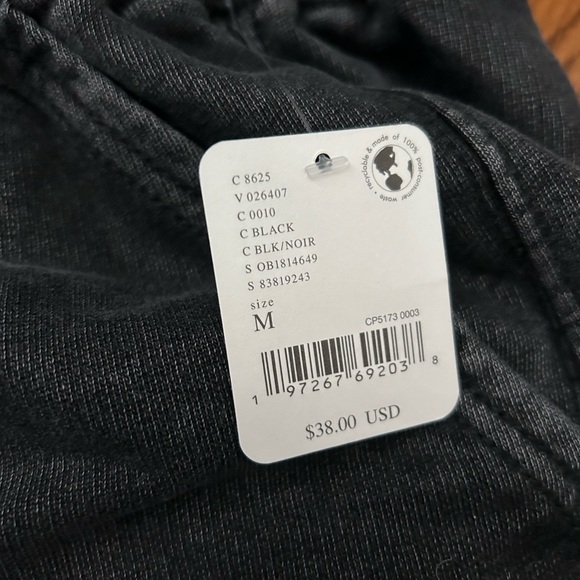 recyclable & made of 100% post-consumer waste •
C 8625
V 026407
C 0010
C BLACK
C BLK/NOIR
S OB1814649
S 83819243
size
M
CP5173 0003
1 97267 69203 8
$38.00 USD